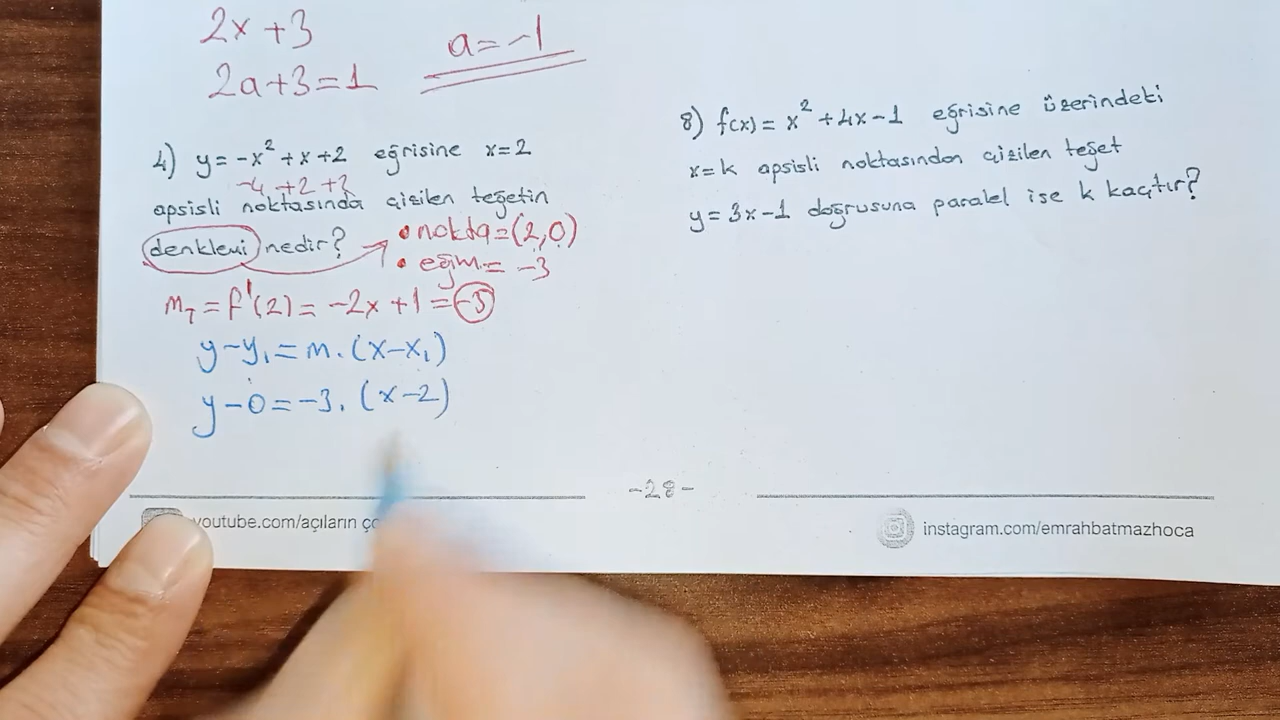 2x+3
2a+3=1
a=-1
4) y=-x²+x+2 eğrisine x=2
-4+2+2
apsisli noktasında çizilen teğetin
denklemi nedir?
• nokta=(2,0)
• eğim=-3
m_T=f'(2)=-2x+1=-3
y-y₁=m.(x-x₁)
y-0=-3.(x-2)
8) f(x)=x²+4x-1 eğrisine üzerindeki
x=k apsisli noktasından çizilen teğet
y=3x-1 doğrusuna paralel ise k kaçtır?
-28-
youtube.com/açıların
instagram.com/emrahbatmazhoca